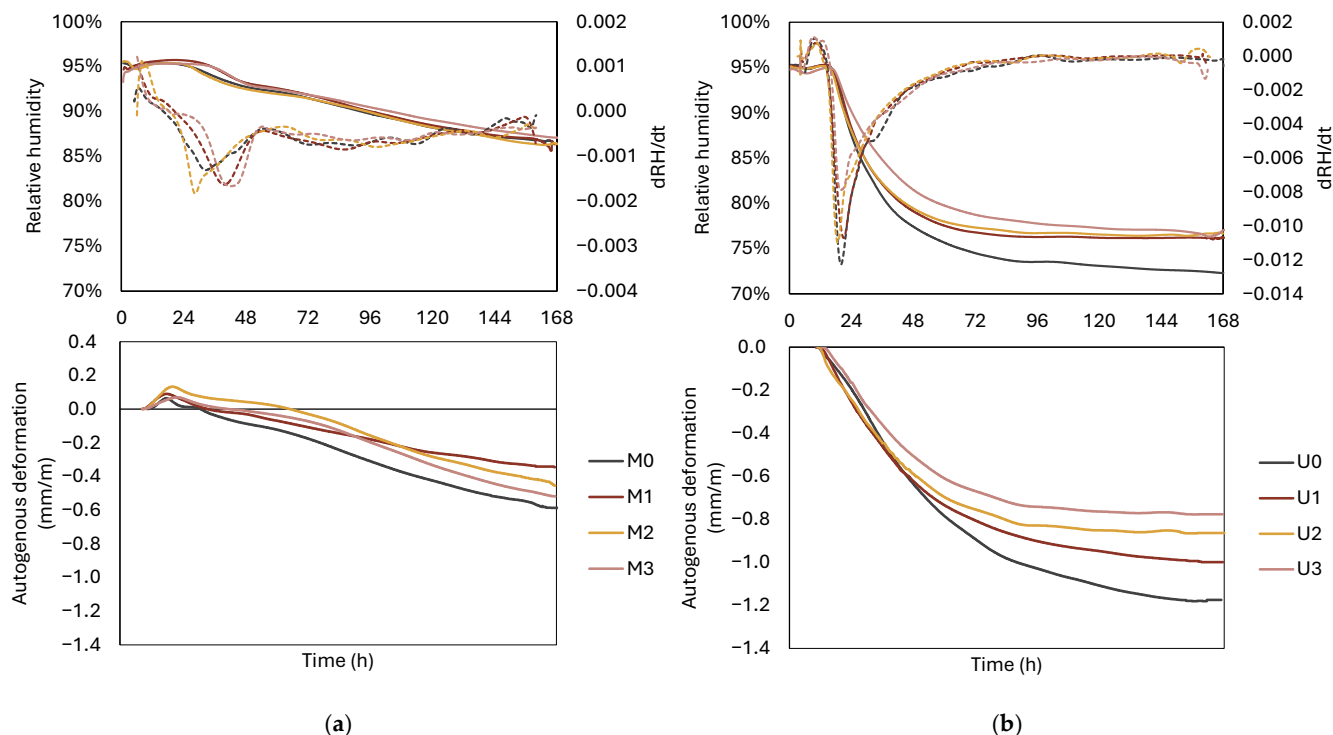 100%
95%
90%
85%
80%
75%
70%
Relative humidity
0.002
0.001
0.000
−0.001
−0.002
−0.003
−0.004
dRH/dt
0 24 48 72 96 120 144 168
0.4
0.2
0.0
−0.2
−0.4
−0.6
−0.8
−1.0
−1.2
−1.4
Autogenous deformation
(mm/m)
Time (h)
M0
M1
M2
M3
(a)
100%
95%
90%
85%
80%
75%
70%
Relative humidity
0.002
0.000
−0.002
−0.004
−0.006
−0.008
−0.010
−0.012
−0.014
dRH/dt
0 24 48 72 96 120 144 168
0.0
−0.2
−0.4
−0.6
−0.8
−1.0
−1.2
−1.4
Autogenous deformation
(mm/m)
Time (h)
U0
U1
U2
U3
(b)